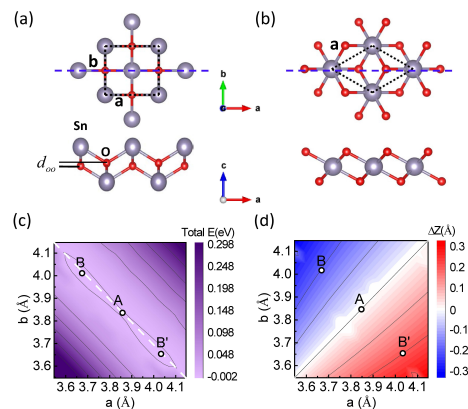 (a)
(b)
b
a
a
b
a
Sn
O
d_oo
c
a
(c)
Total E(eV)
(d)
ΔZ(Å)
4.1
4.0
3.9
3.8
3.7
3.6
b (Å)
B
A
B'
3.6 3.7 3.8 3.9 4.0 4.1
a (Å)
0.298
0.248
0.198
0.148
0.098
0.048
-0.002
4.1
4.0
3.9
3.8
3.7
3.6
b (Å)
B
A
B'
3.6 3.7 3.8 3.9 4.0 4.1
a (Å)
0.3
0.2
0.1
0.0
-0.1
-0.2
-0.3